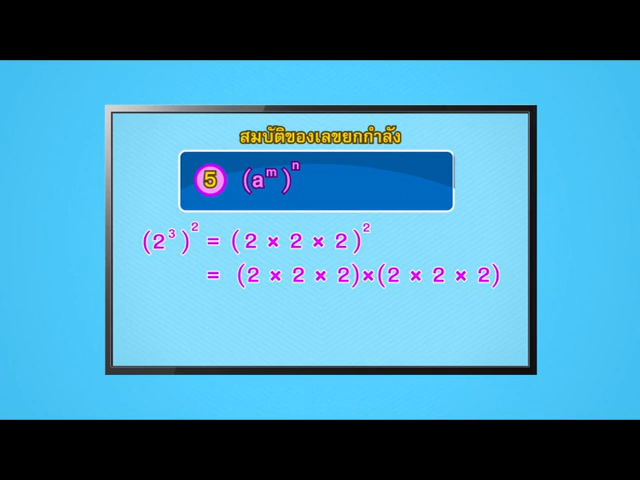 สมบัติของเลขยกกำลัง
5 (aᵐ)ⁿ
(2³)² = (2 × 2 × 2)²
= (2 × 2 × 2)×(2 × 2 × 2)